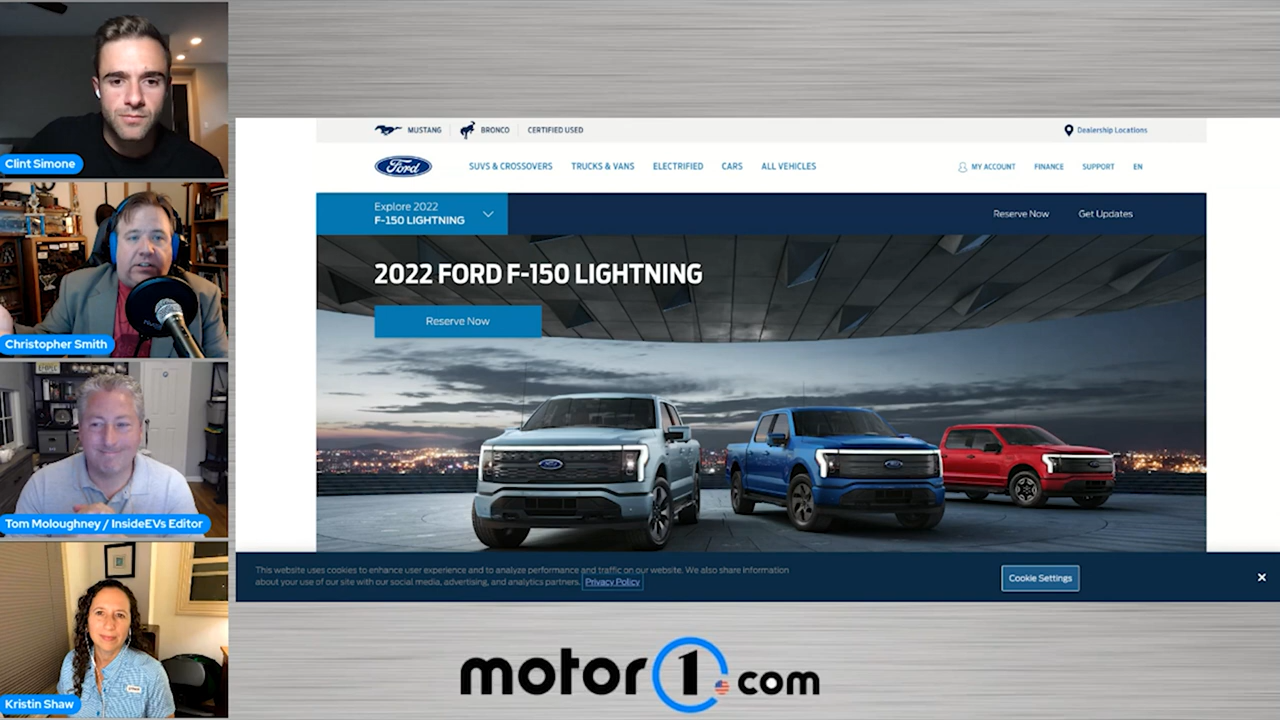 Clint Simone
Christopher Smith
Tom Moloughney / InsideEVs Editor
Kristin Shaw
MUSTANG
BRONCO
CERTIFIED USED
Dealership Locations
Ford
SUVS & CROSSOVERS
TRUCKS & VANS
ELECTRIFIED
CARS
ALL VEHICLES
MY ACCOUNT
FINANCE
SUPPORT
EN
Explore 2022
F-150 LIGHTNING
Reserve Now
Get Updates
2022 FORD F-150 LIGHTNING
Reserve Now
This website uses cookies to enhance user experience and to analyze performance and traffic on our website. We also share information
about your use of our site with our social media, advertising, and analytics partners. Privacy Policy
Cookie Settings
motor1.com